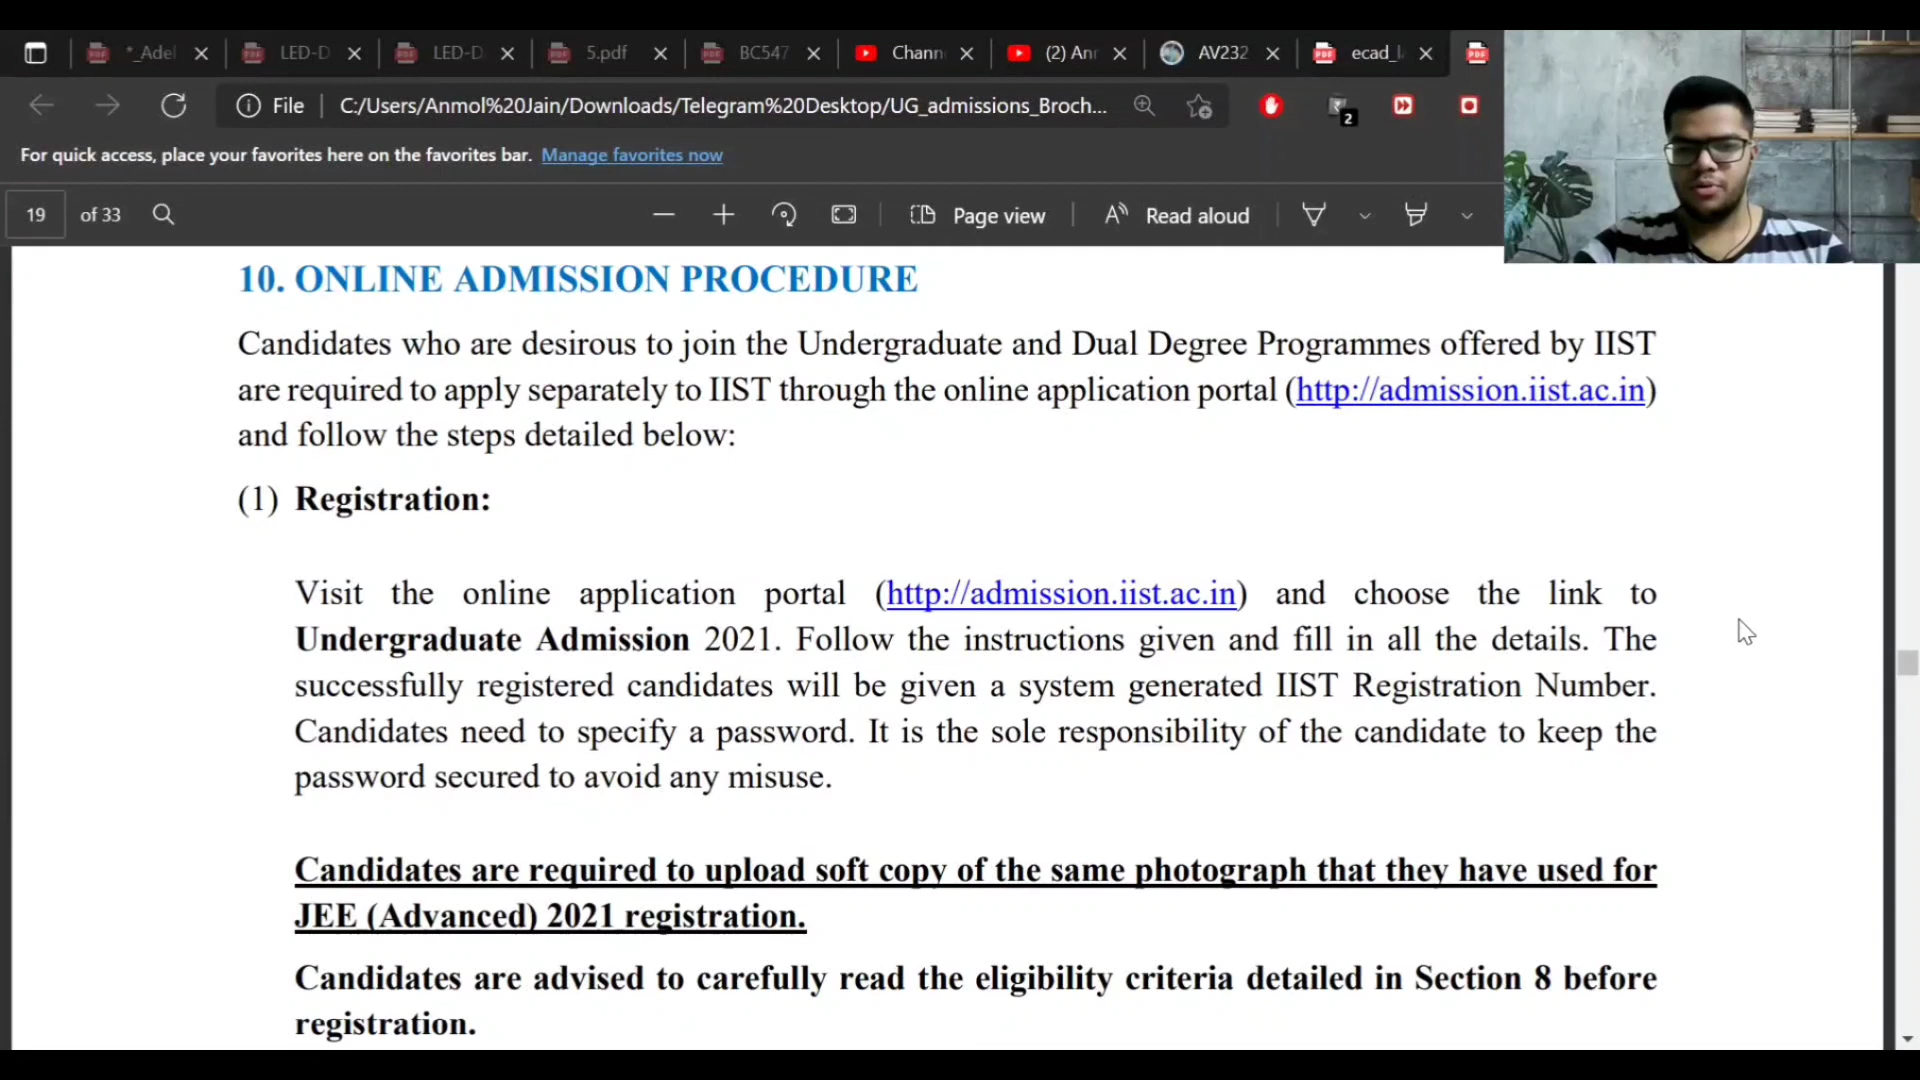 *_Adel
LED-D
LED-D
5.pdf
BC547
Chann
(2) Ann
AV232
ecad_l
File
C:/Users/Anmol%20Jain/Downloads/Telegram%20Desktop/UG_admissions_Broch...
2
For quick access, place your favorites here on the favorites bar. Manage favorites now
19 of 33
Page view
Read aloud
10. ONLINE ADMISSION PROCEDURE
Candidates who are desirous to join the Undergraduate and Dual Degree Programmes offered by IIST
are required to apply separately to IIST through the online application portal (http://admission.iist.ac.in)
and follow the steps detailed below:
(1) Registration:
Visit the online application portal (http://admission.iist.ac.in) and choose the link to
Undergraduate Admission 2021. Follow the instructions given and fill in all the details. The
successfully registered candidates will be given a system generated IIST Registration Number.
Candidates need to specify a password. It is the sole responsibility of the candidate to keep the
password secured to avoid any misuse.
Candidates are required to upload soft copy of the same photograph that they have used for
JEE (Advanced) 2021 registration.
Candidates are advised to carefully read the eligibility criteria detailed in Section 8 before
registration.